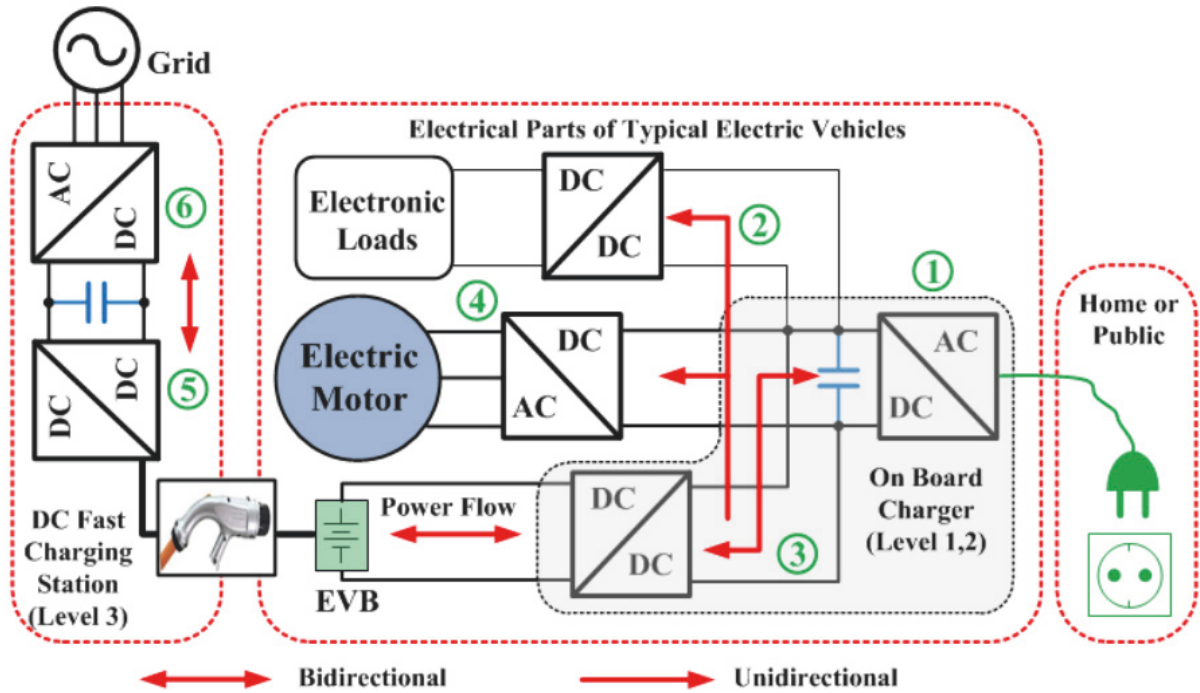 Grid
AC
DC
⑥
DC
DC
⑤
DC Fast
Charging
Station
(Level 3)
Electrical Parts of Typical Electric Vehicles
Electronic
Loads
DC
DC
②
①
④
Electric
Motor
DC
AC
AC
DC
Power Flow
EVB
DC
DC
③
On Board
Charger
(Level 1,2)
Home or
Public
Bidirectional
Unidirectional